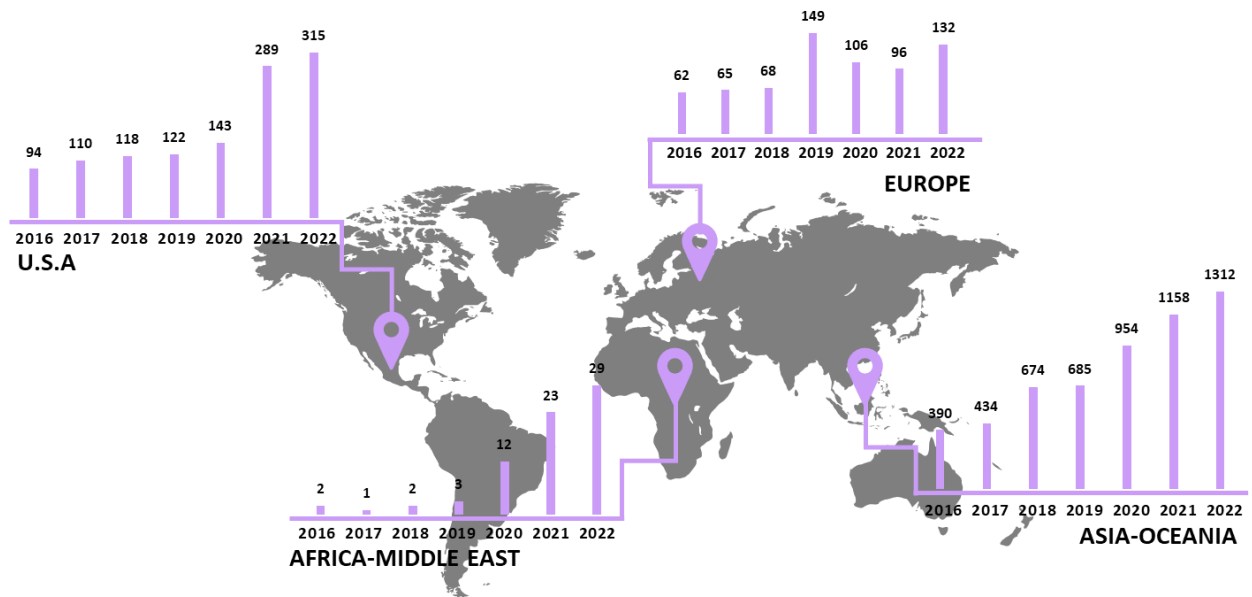 94 110 118 122 143 289 315
2016 2017 2018 2019 2020 2021 2022
U.S.A
62 65 68 149 106 96 132
2016 2017 2018 2019 2020 2021 2022
EUROPE
2 1 2 3 12 23 29
2016 2017 2018 2019 2020 2021 2022
AFRICA-MIDDLE EAST
390 434 674 685 954 1158 1312
2016 2017 2018 2019 2020 2021 2022
ASIA-OCEANIA